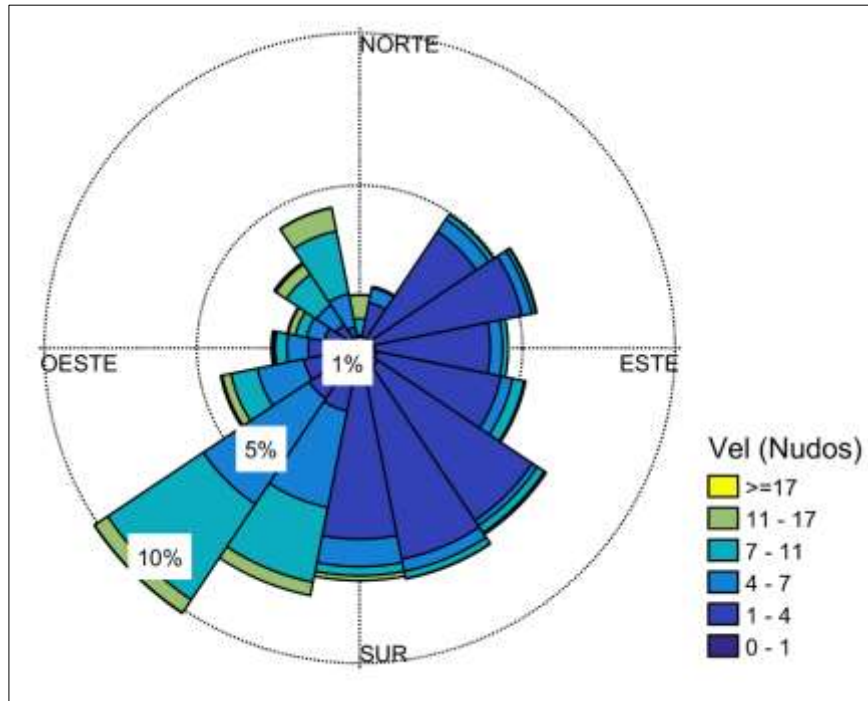 NORTE
OESTE
1%
ESTE
5%
10%
SUR
Vel (Nudos)
>=17
11 - 17
7 - 11
4 - 7
1 - 4
0 - 1